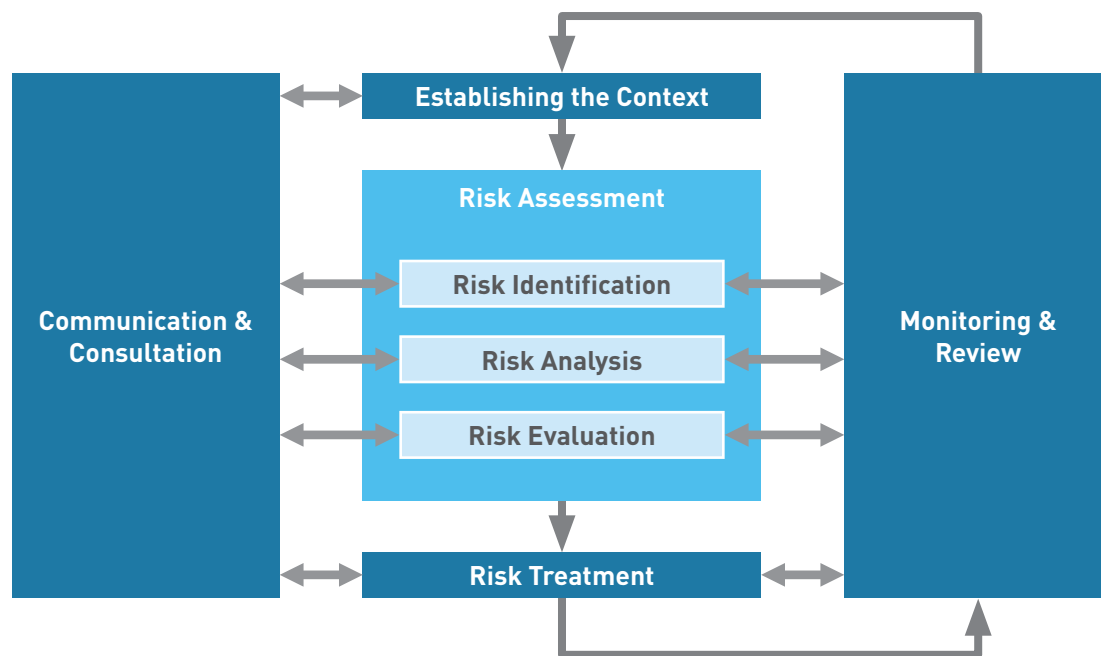 Establishing the Context
Risk Assessment
Risk Identification
Communication &
Consultation
Monitoring &
Review
Risk Analysis
Risk Evaluation
Risk Treatment